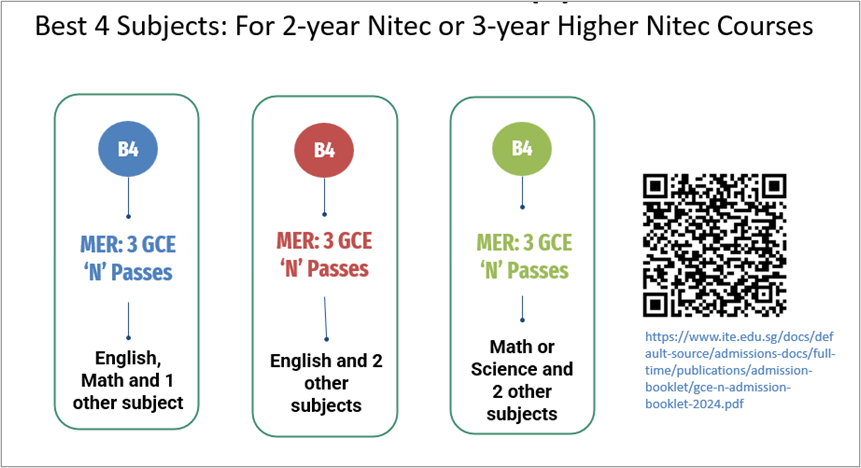 Best 4 Subjects: For 2-year Nitec or 3-year Higher Nitec Courses
B4
MER: 3 GCE
‘N’ Passes
English,
Math and 1
other subject
B4
MER: 3 GCE
‘N’ Passes
English and 2
other
subjects
B4
MER: 3 GCE
‘N’ Passes
Math or
Science and
2 other
subjects
https://www.ite.edu.sg/docs/def
ault-source/admissions-docs/full-
time/publications/admission-
booklet/gce-n-admission-
booklet-2024.pdf